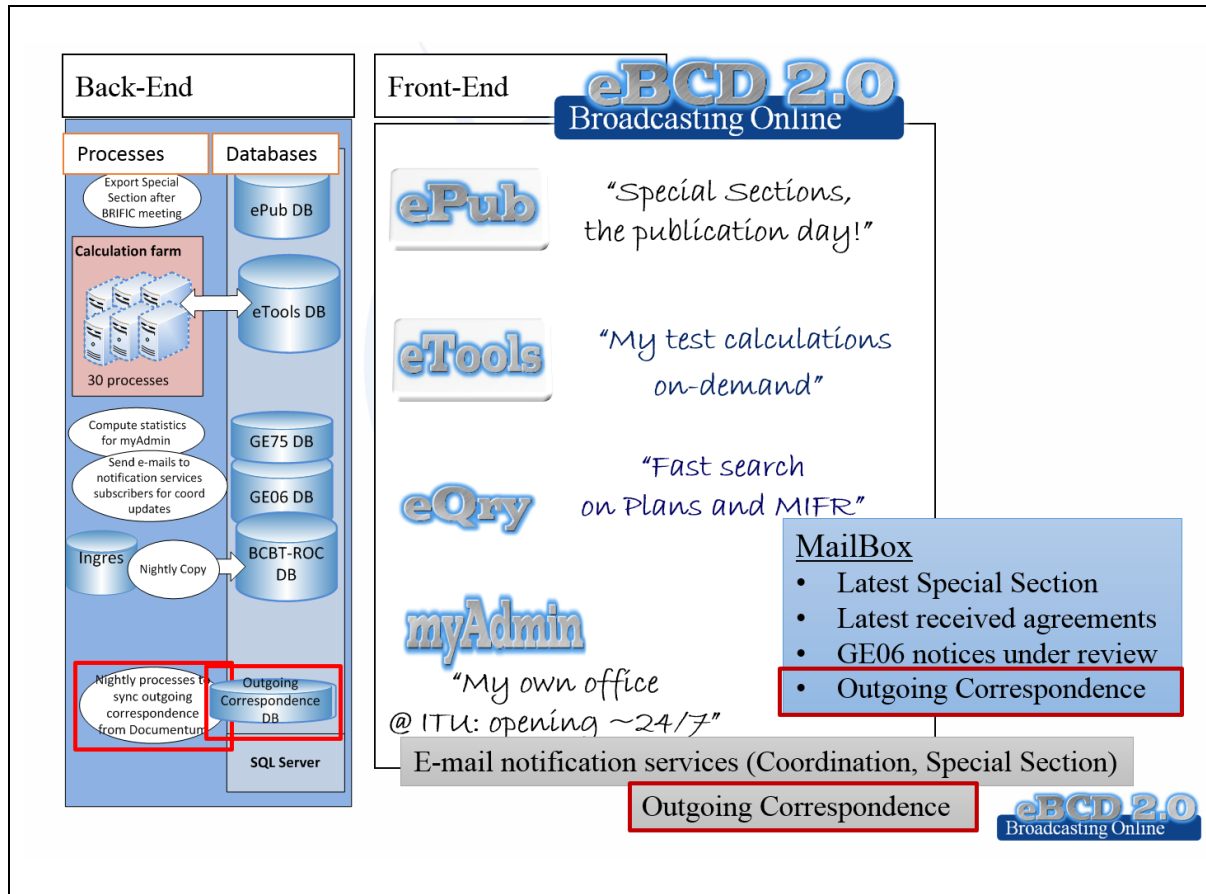 Back-End
Processes
Databases
Export Special
Section after
BRIFIC meeting
ePub DB
Calculation farm
30 processes
eTools DB
Compute statistics
for myAdmin
GE75 DB
Send e-mails to
notification services
subscribers for coord
updates
GE06 DB
Ingres
Nightly Copy
BCBT-ROC
DB
Nightly processes to
sync outgoing
correspondence
from Documentum
Outgoing
Correspondence
DB
SQL Server
Front-End
eBCD 2.0
Broadcasting Online
ePub
“Special Sections,
the publication day!”
eTools
“My test calculations
on-demand”
eQry
“Fast search
on Plans and MIFR”
myAdmin
“My own office
@ ITU: opening ~24/7”
MailBox
• Latest Special Section
• Latest received agreements
• GE06 notices under review
• Outgoing Correspondence
E-mail notification services (Coordination, Special Section)
Outgoing Correspondence
eBCD 2.0
Broadcasting Online